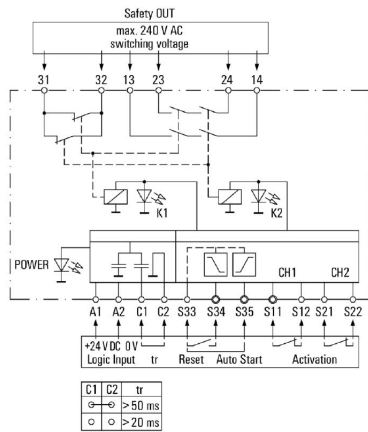 Safety OUT
max. 240 V AC
switching voltage
31 32 13 23 24 14
K1 K2
POWER
CH1 CH2
A1 A2 C1 C2 S33 S34 S35 S11 S12 S21 S22
+24 V DC 0 V
Logic Input tr Reset Auto Start Activation
C1 C2 tr
> 50 ms
> 20 ms